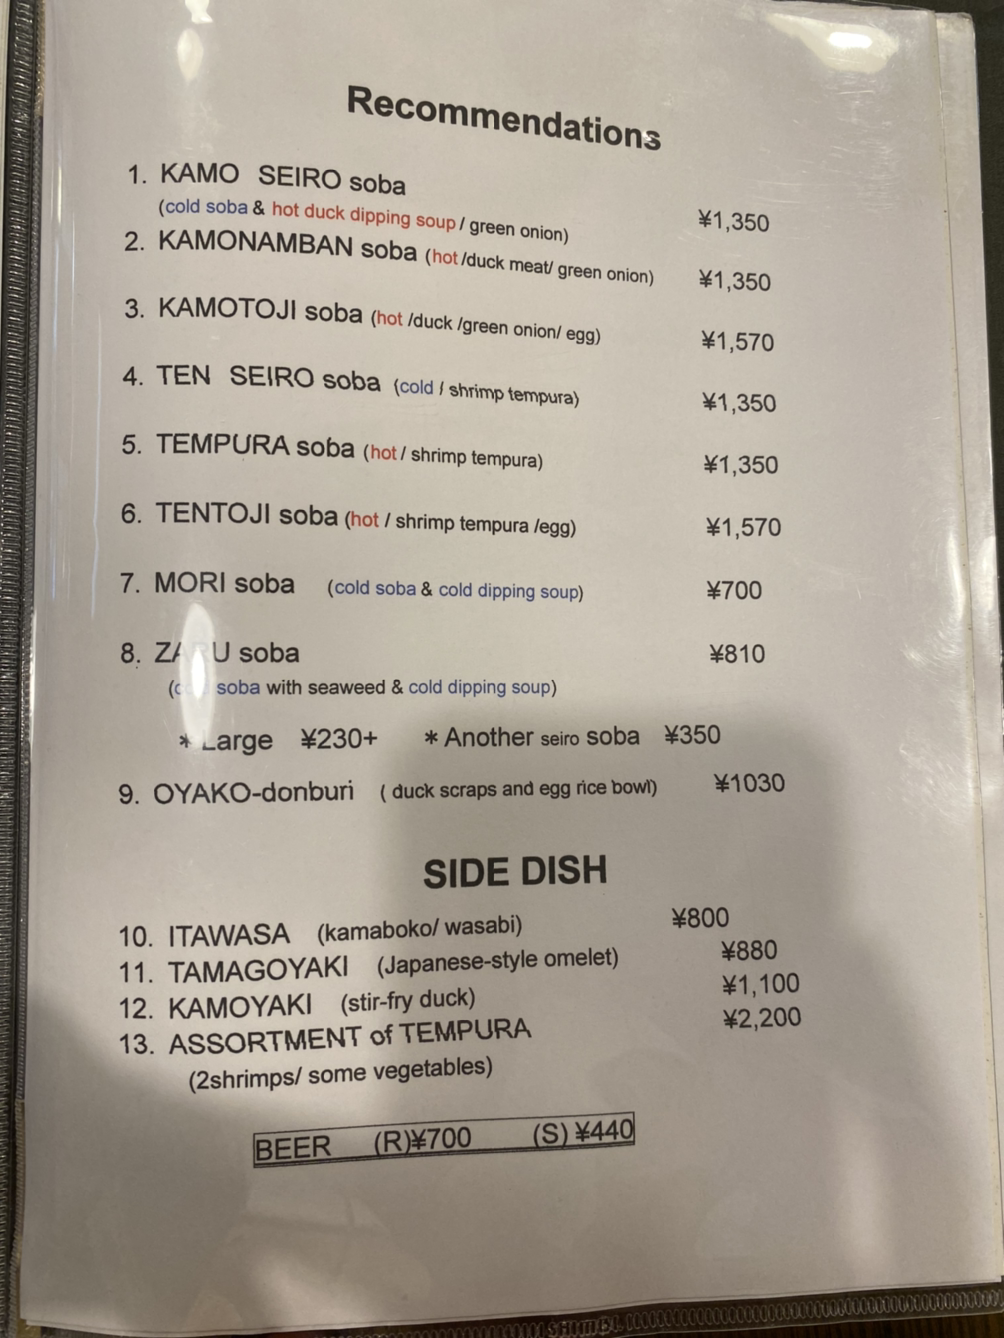 Recommendations
1. KAMO SEIRO soba
(cold soba & hot duck dipping soup / green onion) ¥1,350
2. KAMONAMBAN soba (hot /duck meat/ green onion) ¥1,350
3. KAMOTOJI soba (hot /duck /green onion/ egg) ¥1,570
4. TEN SEIRO soba (cold / shrimp tempura) ¥1,350
5. TEMPURA soba (hot / shrimp tempura) ¥1,350
6. TENTOJI soba (hot / shrimp tempura /egg) ¥1,570
7. MORI soba (cold soba & cold dipping soup) ¥700
8. ZARU soba ¥810
(cold soba with seaweed & cold dipping soup)
* Large ¥230+ * Another seiro soba ¥350
9. OYAKO-donburi ( duck scraps and egg rice bowl) ¥1030
SIDE DISH
10. ITAWASA (kamaboko/ wasabi) ¥800
11. TAMAGOYAKI (Japanese-style omelet) ¥880
12. KAMOYAKI (stir-fry duck) ¥1,100
13. ASSORTMENT of TEMPURA ¥2,200
(2shrimps/ some vegetables)
BEER (R)¥700 (S) ¥440